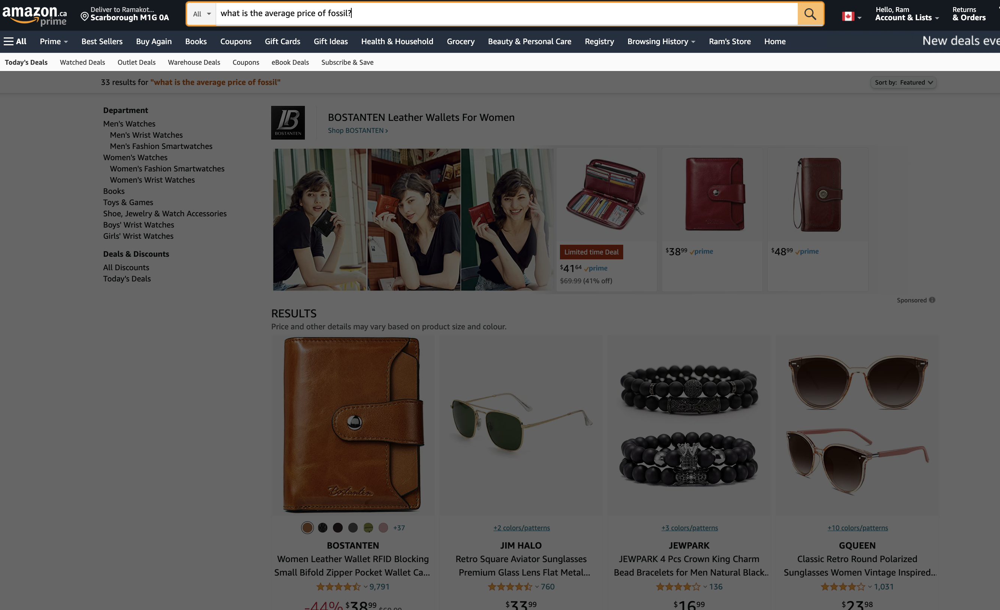 amazon.ca
prime
Deliver to Ramakot...
Scarborough M1G 0A
All
what is the average price of fossil?
Hello, Ram
Account & Lists
Returns
& Orders
All
Prime
Best Sellers
Buy Again
Books
Coupons
Gift Cards
Gift Ideas
Health & Household
Grocery
Beauty & Personal Care
Registry
Browsing History
Ram's Store
Home
New deals eve
Today's Deals
Watched Deals
Outlet Deals
Warehouse Deals
Coupons
eBook Deals
Subscribe & Save
33 results for "what is the average price of fossil"
Sort by: Featured
Department
Men's Watches
Men's Wrist Watches
Men's Fashion Smartwatches
Women's Watches
Women's Fashion Smartwatches
Women's Wrist Watches
Books
Toys & Games
Shoe, Jewelry & Watch Accessories
Boys' Wrist Watches
Girls' Wrist Watches
Deals & Discounts
All Discounts
Today's Deals
BOSTANTEN
BOSTANTEN Leather Wallets For Women
Shop BOSTANTEN ›
Limited time Deal
$41.64 prime
$69.99 (41% off)
$38.99 prime
$48.99 prime
Sponsored
RESULTS
Price and other details may vary based on product size and colour.
Bostanten
+37
BOSTANTEN
Women Leather Wallet RFID Blocking
Small Bifold Zipper Pocket Wallet Ca...
9,791
-44% $38.99
+2 colors/patterns
JIM HALO
Retro Square Aviator Sunglasses
Premium Glass Lens Flat Metal...
760
$33.99
+3 colors/patterns
JEWPARK
JEWPARK 4 Pcs Crown King Charm
Bead Bracelets for Men Natural Black..
136
$16.99
+10 colors/patterns
GQUEEN
Classic Retro Round Polarized
Sunglasses Women Vintage Inspired...
1,031
$23.98